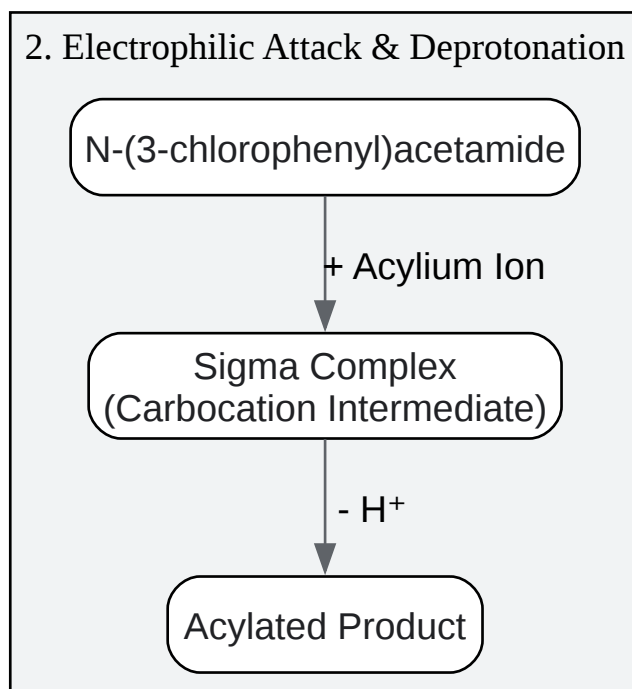 2. Electrophilic Attack & Deprotonation
N-(3-chlorophenyl)acetamide
+ Acylium Ion
Sigma Complex
(Carbocation Intermediate)
- H⁺
Acylated Product